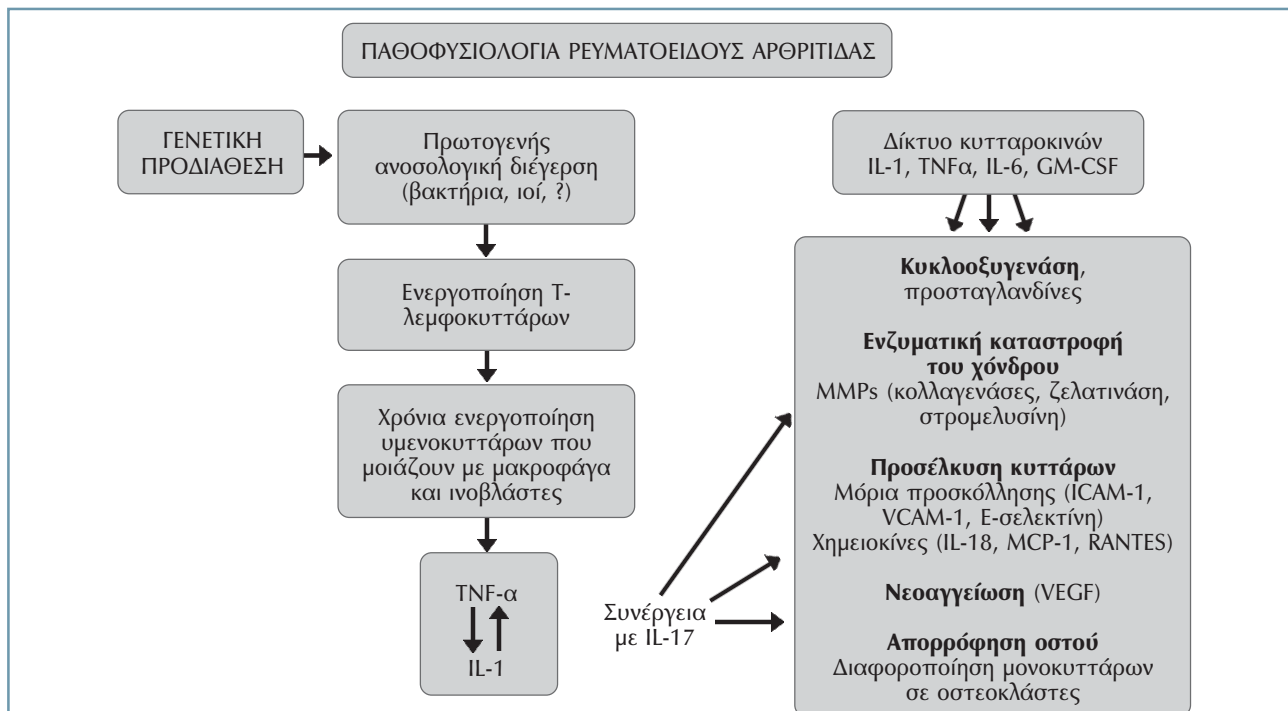 ΠΑΘΟΦΥΣΙΟΛΟΓΙΑ ΡΕΥΜΑΤΟΕΙΔΟΥΣ ΑΡΘΡΙΤΙΔΑΣ
ΓΕΝΕΤΙΚΗ
ΠΡΟΔΙΑΘΕΣΗ
Πρωτογενής
ανοσολογική διέγερση
(βακτήρια, ιοί, ?)
Ενεργοποίηση Τ-
λεμφοκυττάρων
Χρόνια ενεργοποίηση
υμενοκυττάρων που
μοιάζουν με μακροφάγα
και ινοβλάστες
TNF-α
IL-1
Συνέργεια
με IL-17
Δίκτυο κυτταροκινών
IL-1, TNFα, IL-6, GM-CSF
Κυκλοοξυγενάση,
προσταγλανδίνες
Ενζυματική καταστροφή
του χόνδρου
MMPs (κολλαγενάσες, ζελατινάση,
στρομελυσίνη)
Προσέλκυση κυττάρων
Μόρια προσκόλλησης (ICAM-1,
VCAM-1, E-σελεκτίνη)
Χημειοκίνες (IL-18, MCP-1, RANTES)
Νεοαγγείωση (VEGF)
Απορρόφηση οστού
Διαφοροποίηση μονοκυττάρων
σε οστεοκλάστες